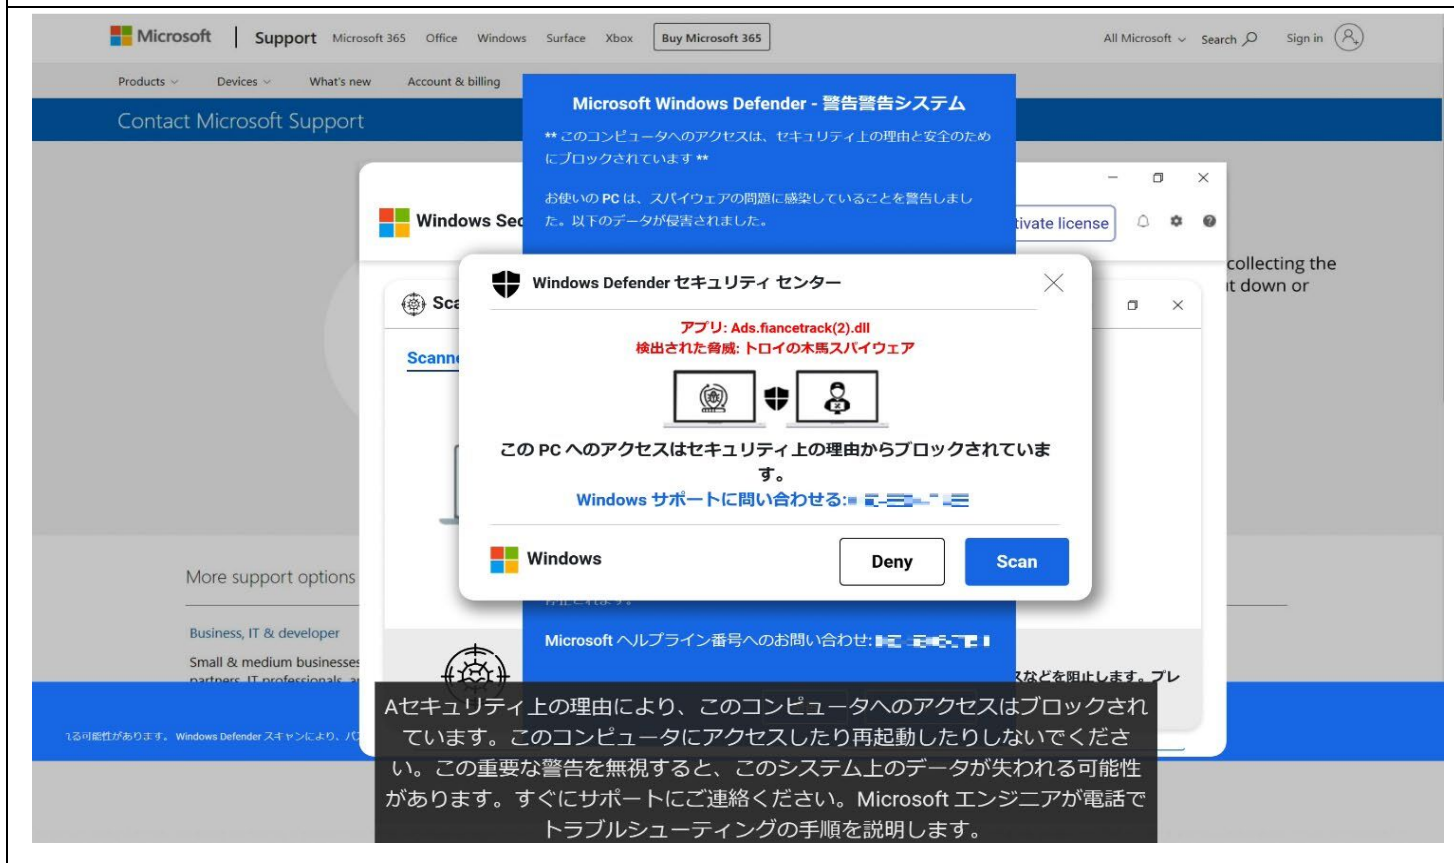 Microsoft | Support Microsoft 365 Office Windows Surface Xbox Buy Microsoft 365 All Microsoft Search Sign in
Products Devices What's new Account & billing
Contact Microsoft Support
Microsoft Windows Defender - 警告警告システム
** このコンピュータへのアクセスは、セキュリティ上の理由と安全のため
にブロックされています **
お使いの PC は、スパイウェアの問題に感染していることを警告しまし
た。以下のデータが侵害されました。
Windows Sec
tivate license
collecting the
t down or
Windows Defender セキュリティ センター
Sca
Scanne
アプリ: Ads.fiancetrack(2).dll
検出された脅威: トロイの木馬スパイウェア
この PC へのアクセスはセキュリティ上の理由からブロックされていま
す。
Windows サポートに問い合わせる:
Windows
Deny
Scan
More support options
Business, IT & developer
Small & medium businesses
partners, IT professionals, a
Microsoft ヘルプライン番号へのお問い合わせ:
スなどを阻止します。プレ
る可能性があります。 Windows Defender スキャンにより、パス
Aセキュリティ上の理由により、このコンピュータへのアクセスはブロックされ
ています。このコンピュータにアクセスしたり再起動したりしないでくださ
い。この重要な警告を無視すると、このシステム上のデータが失われる可能性
があります。すぐにサポートにご連絡ください。Microsoft エンジニアが電話で
トラブルシューティングの手順を説明します。